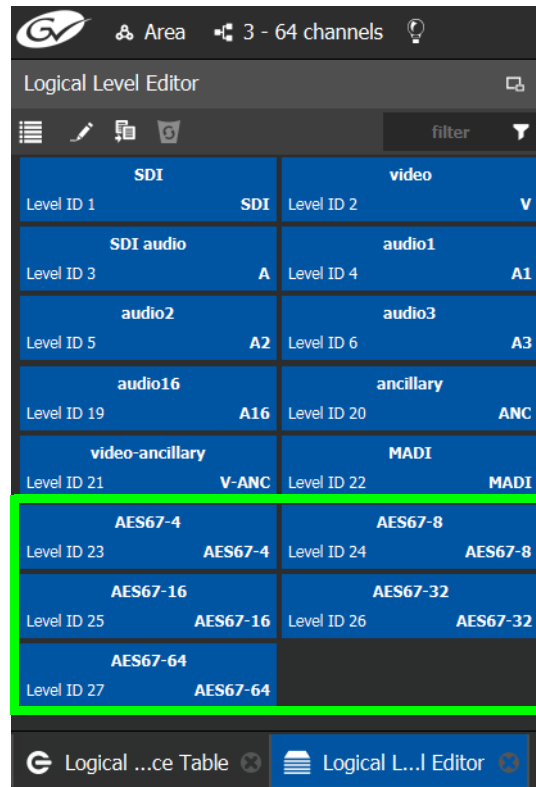 GV Area 3 - 64 channels
Logical Level Editor
filter
SDI video
Level ID 1 SDI Level ID 2 V
SDI audio audio1
Level ID 3 A Level ID 4 A1
audio2 audio3
Level ID 5 A2 Level ID 6 A3
audio16 ancillary
Level ID 19 A16 Level ID 20 ANC
video-ancillary MADI
Level ID 21 V-ANC Level ID 22 MADI
AES67-4 AES67-8
Level ID 23 AES67-4 Level ID 24 AES67-8
AES67-16 AES67-32
Level ID 25 AES67-16 Level ID 26 AES67-32
AES67-64
Level ID 27 AES67-64
Logical ...ce Table Logical L...l Editor